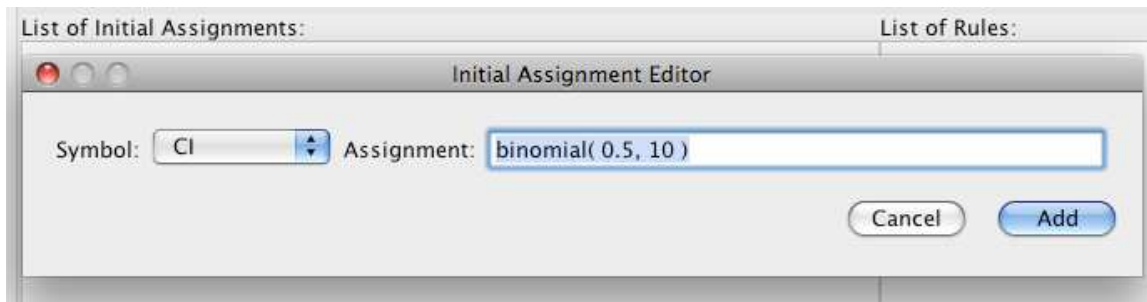 List of Initial Assignments: List of Rules:
Initial Assignment Editor
Symbol: CI Assignment: binomial( 0.5, 10 )
Cancel Add